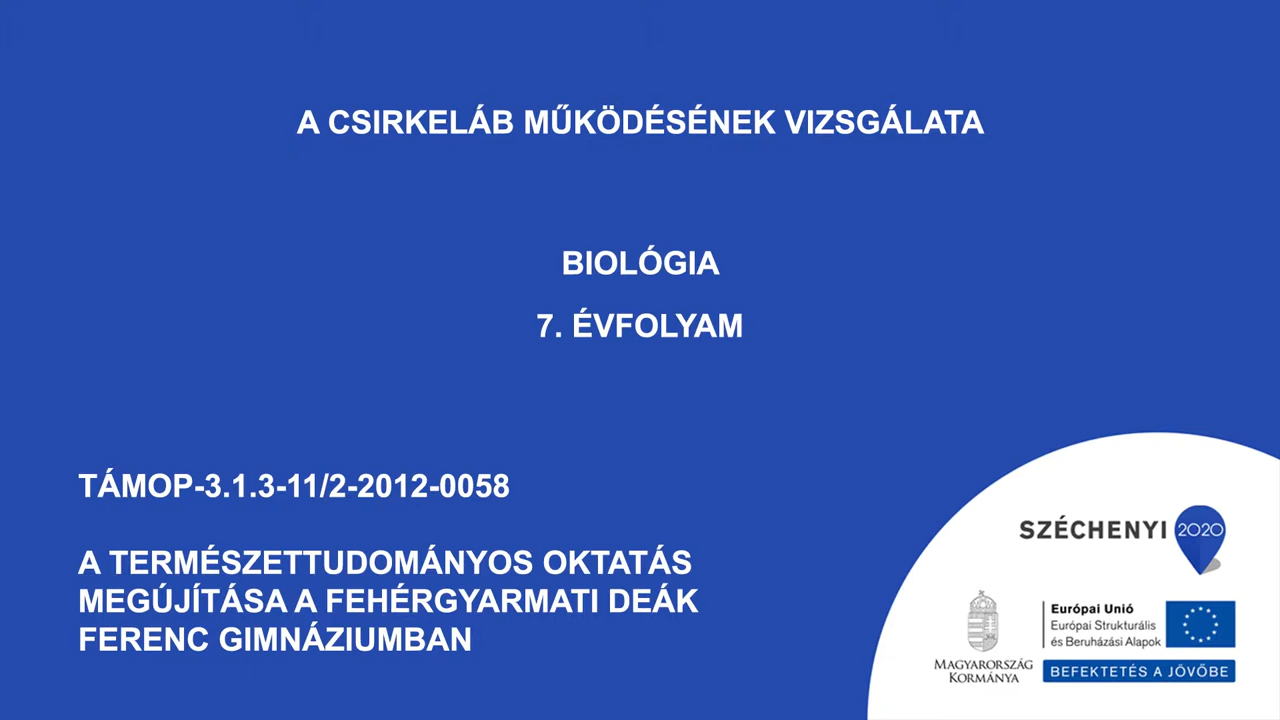 A CSIRKELÁB MŰKÖDÉSÉNEK VIZSGÁLATA
BIOLÓGIA
7. ÉVFOLYAM
TÁMOP-3.1.3-11/2-2012-0058
A TERMÉSZETTUDOMÁNYOS OKTATÁS
MEGÚJÍTÁSA A FEHÉRGYARMATI DEÁK
FERENC GIMNÁZIUMBAN
SZÉCHENYI 2020
MAGYARORSZÁG
KORMÁNYA
Európai Unió
Európai Strukturális
és Beruházási Alapok
BEFEKTETÉS A JÖVŐBE